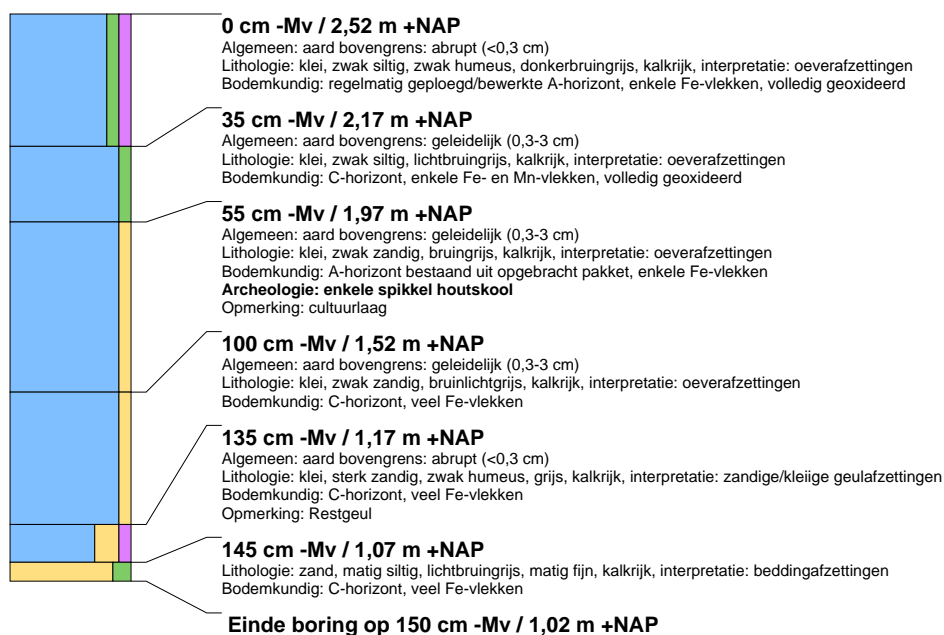 0 cm -Mv / 2,52 m +NAP
Algemeen: aard bovengrens: abrupt (<0,3 cm)
Lithologie: klei, zwak siltig, zwak humeus, donkerbruingrijs, kalkrijk, interpretatie: oeverafzettingen
Bodemkundig: regelmatig geploegd/bewerkte A-horizont, enkele Fe-vlekken, volledig geoxideerd
35 cm -Mv / 2,17 m +NAP
Algemeen: aard bovengrens: geleidelijk (0,3-3 cm)
Lithologie: klei, zwak siltig, lichtbruingrijs, kalkrijk, interpretatie: oeverafzettingen
Bodemkundig: C-horizont, enkele Fe- en Mn-vlekken, volledig geoxideerd
55 cm -Mv / 1,97 m +NAP
Algemeen: aard bovengrens: geleidelijk (0,3-3 cm)
Lithologie: klei, zwak zandig, bruingrijs, kalkrijk, interpretatie: oeverafzettingen
Bodemkundig: A-horizont bestaand uit opgebracht pakket, enkele Fe-vlekken
Archeologie: enkele spikkel houtskool
Opmerking: cultuurlaag
100 cm -Mv / 1,52 m +NAP
Algemeen: aard bovengrens: geleidelijk (0,3-3 cm)
Lithologie: klei, zwak zandig, bruinlichtgrijs, kalkrijk, interpretatie: oeverafzettingen
Bodemkundig: C-horizont, veel Fe-vlekken
135 cm -Mv / 1,17 m +NAP
Algemeen: aard bovengrens: abrupt (<0,3 cm)
Lithologie: klei, sterk zandig, zwak humeus, grijs, kalkrijk, interpretatie: zandige/kleiige geulafzettingen
Bodemkundig: C-horizont, veel Fe-vlekken
Opmerking: Restgeul
145 cm -Mv / 1,07 m +NAP
Lithologie: zand, matig siltig, lichtbruingrijs, matig fijn, kalkrijk, interpretatie: beddingafzettingen
Bodemkundig: C-horizont, veel Fe-vlekken
Einde boring op 150 cm -Mv / 1,02 m +NAP